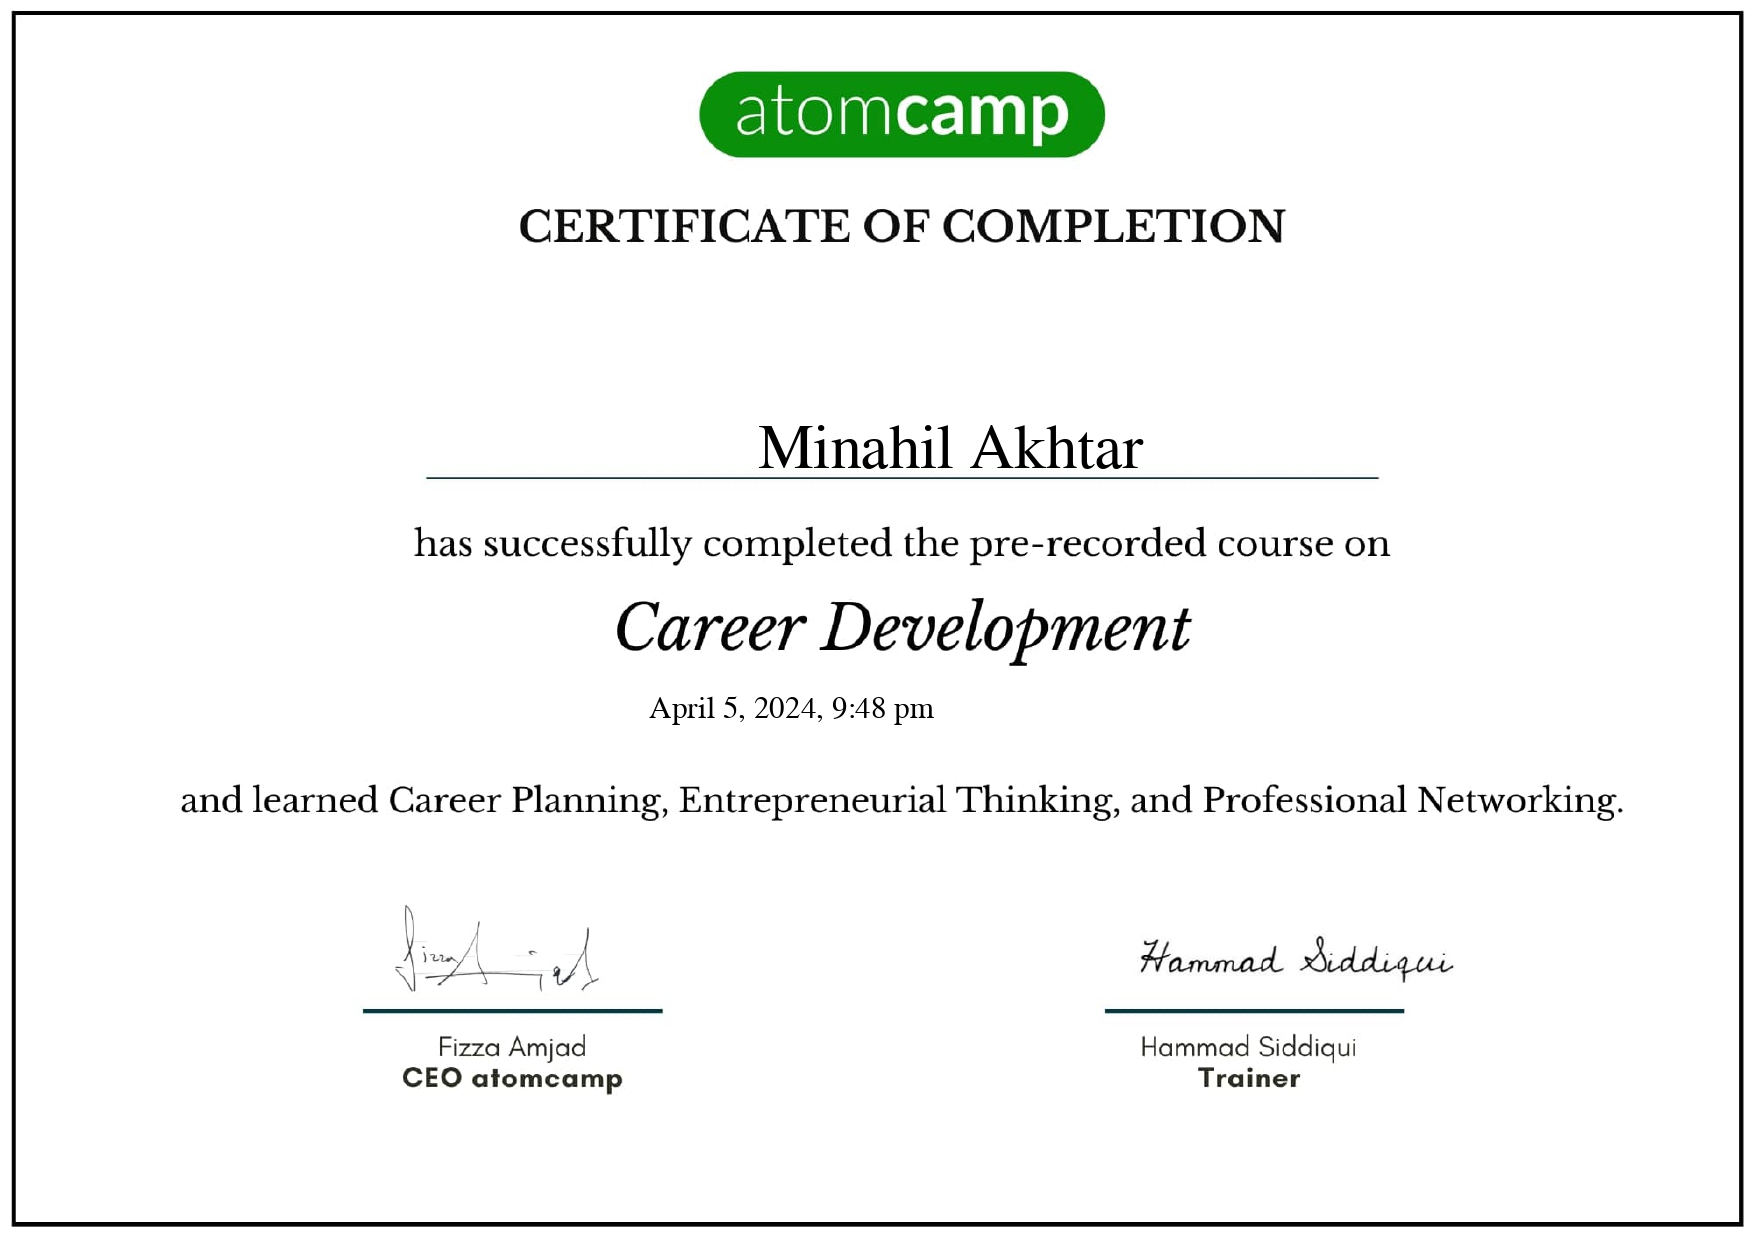 atomcamp
CERTIFICATE OF COMPLETION
Minahil Akhtar
has successfully completed the pre-recorded course on
Career Development
April 5, 2024, 9:48 pm
and learned Career Planning, Entrepreneurial Thinking, and Professional Networking.
Fizza Amjad
Hammad Siddiqui
Fizza Amjad
Hammad Siddiqui
CEO atomcamp
Trainer